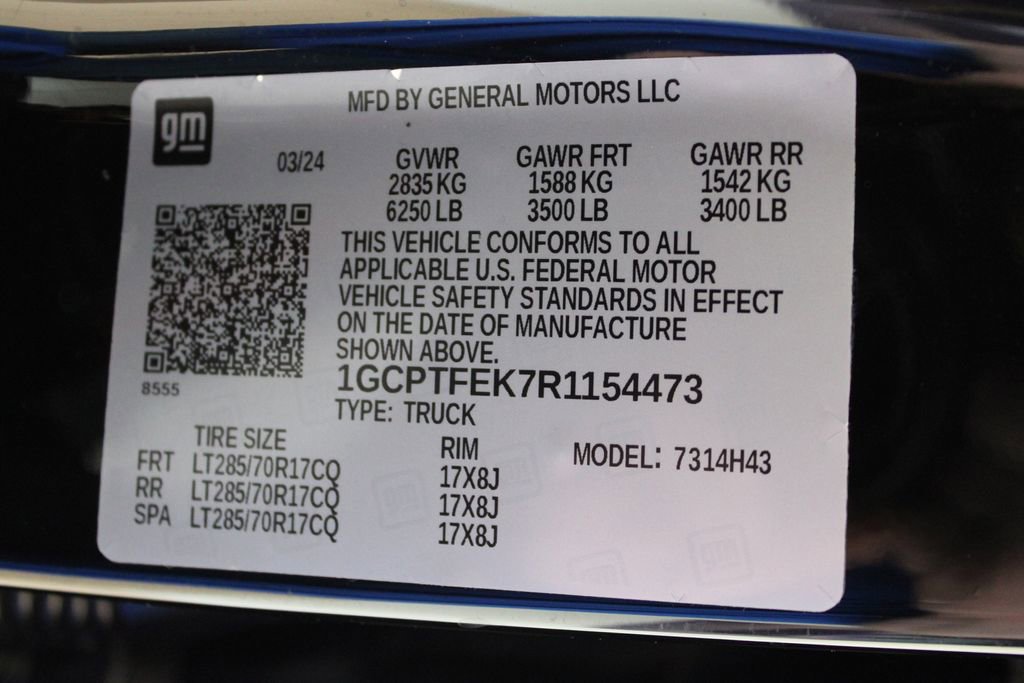 MFD BY GENERAL MOTORS LLC
gm
03/24 GVWR GAWR FRT GAWR RR
2835 KG 1588 KG 1542 KG
6250 LB 3500 LB 3400 LB
THIS VEHICLE CONFORMS TO ALL
APPLICABLE U.S. FEDERAL MOTOR
VEHICLE SAFETY STANDARDS IN EFFECT
ON THE DATE OF MANUFACTURE
SHOWN ABOVE.
8555
1GCPTFEK7R1154473
TYPE: TRUCK
TIRE SIZE RIM MODEL: 7314H43
FRT LT285/70R17CQ 17X8J
RR LT285/70R17CQ 17X8J
SPA LT285/70R17CQ 17X8J